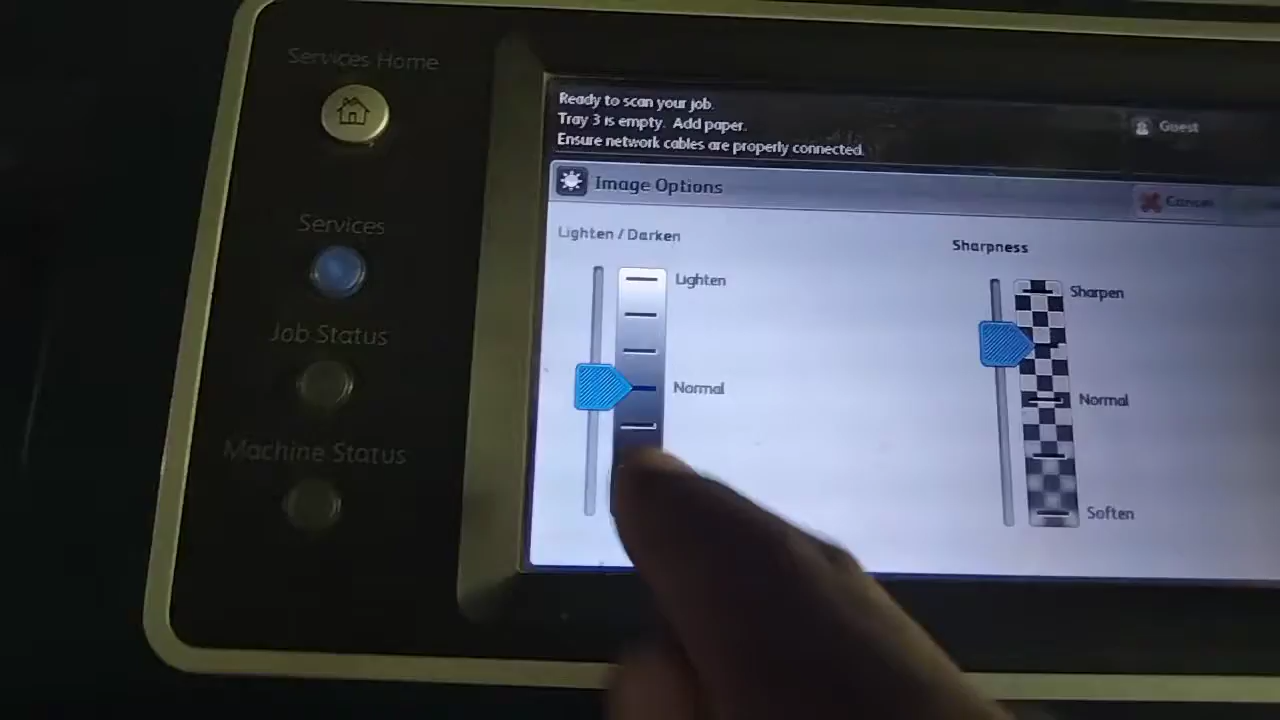 Services Home
Services
Job Status
Machine Status
Ready to scan your job.
Tray 3 is empty. Add paper.
Ensure network cables are properly connected.
Guest
Image Options
Cancel
Lighten / Darken
Lighten
Normal
Sharpness
Sharpen
Normal
Soften